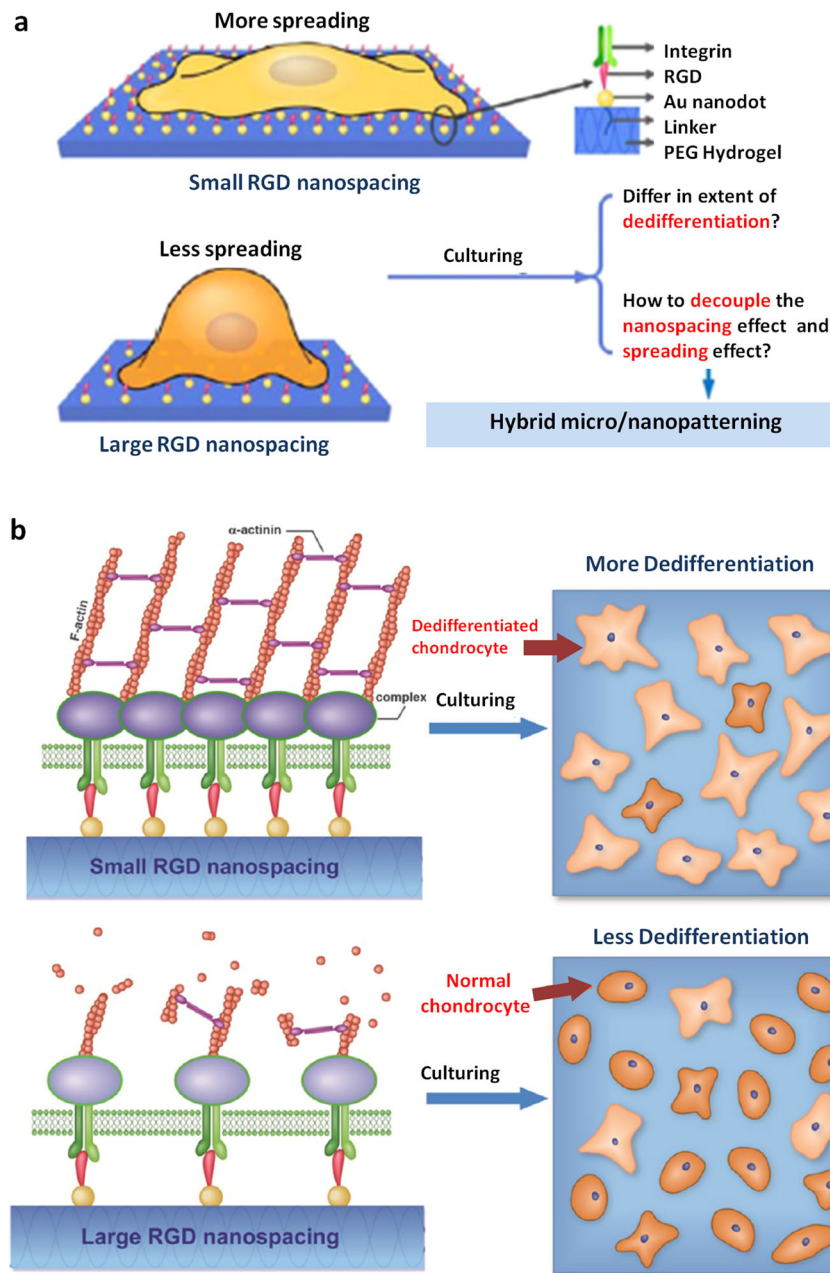 a
More spreading
Integrin
RGD
Au nanodot
Linker
PEG Hydrogel
Small RGD nanospacing
Differ in extent of
dedifferentiation?
Less spreading
Culturing
How to decouple the
nanospacing effect and
spreading effect?
Large RGD nanospacing
Hybrid micro/nanopatterning
b
α-actinin
F-actin
complex
More Dedifferentiation
Dedifferentiated
chondrocyte
Culturing
Small RGD nanospacing
Less Dedifferentiation
Normal
chondrocyte
Culturing
Large RGD nanospacing